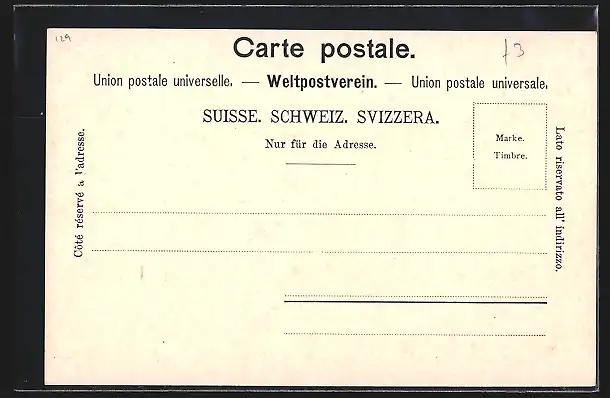 129
Carte postale.
Union postale universelle. — Weltpostverein. — Union postale universale.
SUISSE. SCHWEIZ. SVIZZERA.
Nur für die Adresse.
Marke.
Timbre.
Côté réservé à l'adresse.
Lato riservato all' indirizzo.